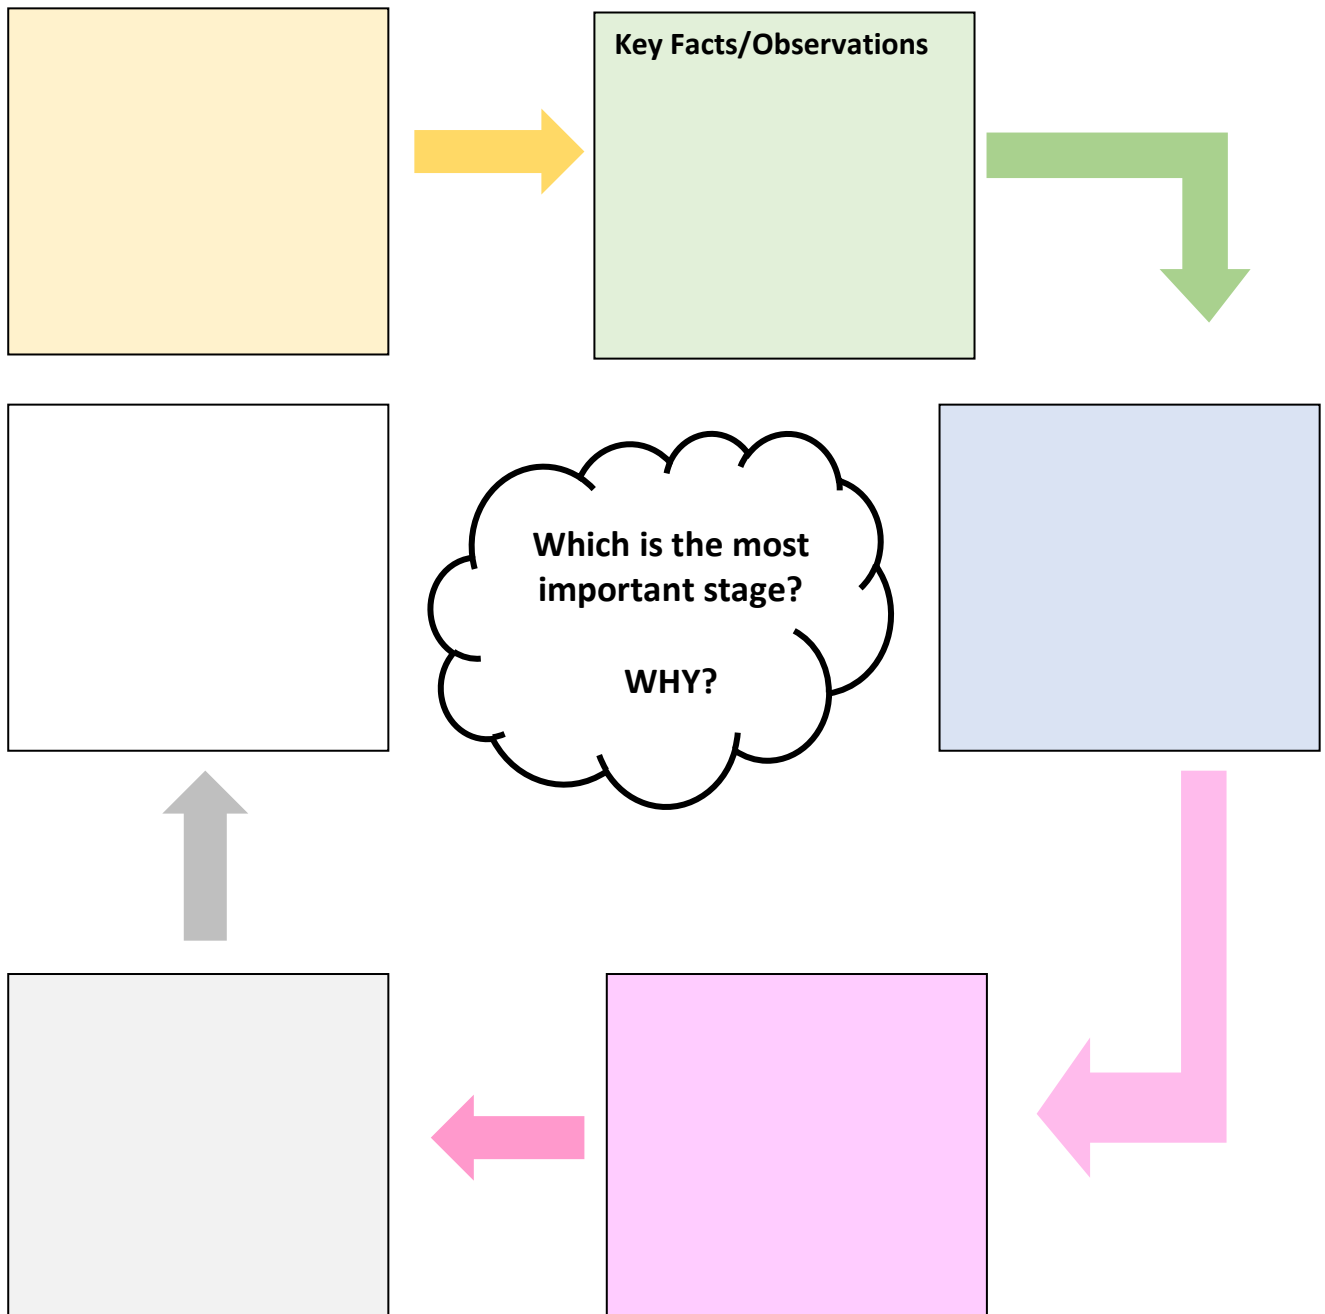 Key Facts/Observations
Which is the most
important stage?
WHY?